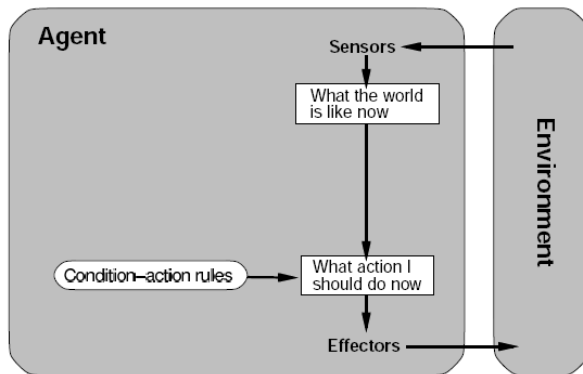 Agent
Sensors
What the world
is like now
Environment
Condition–action rules
What action I
should do now
Effectors